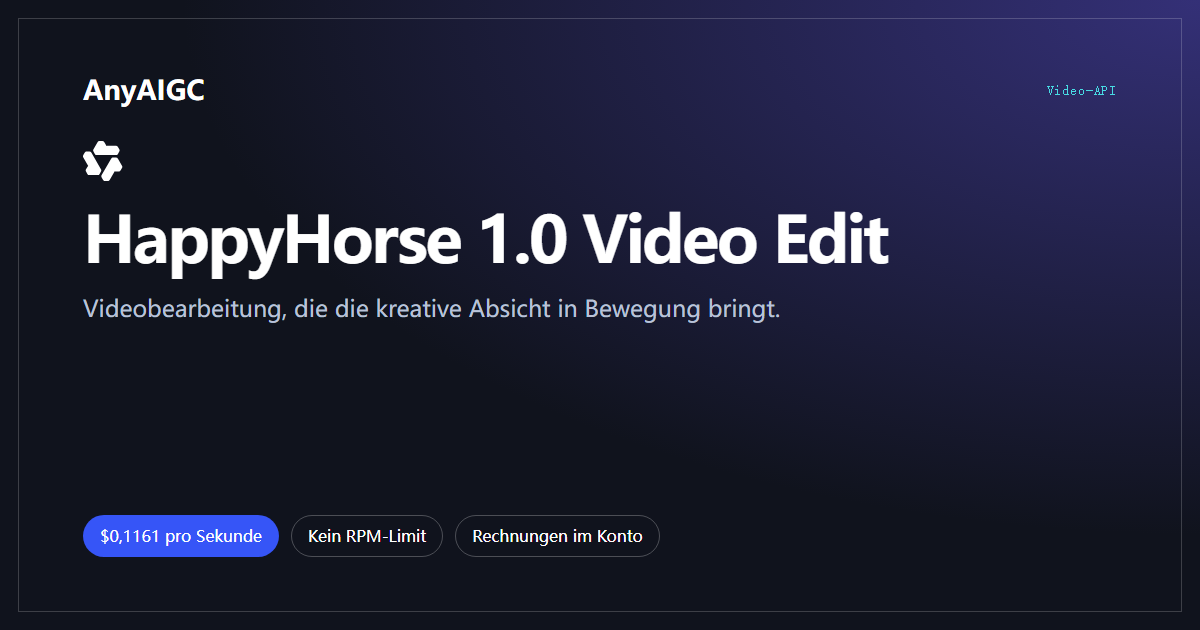 AnyAIGC
Video-API
HappyHorse 1.0 Video Edit
Videobearbeitung, die die kreative Absicht in Bewegung bringt.
$0,1161 pro Sekunde
Kein RPM-Limit
Rechnungen im Konto